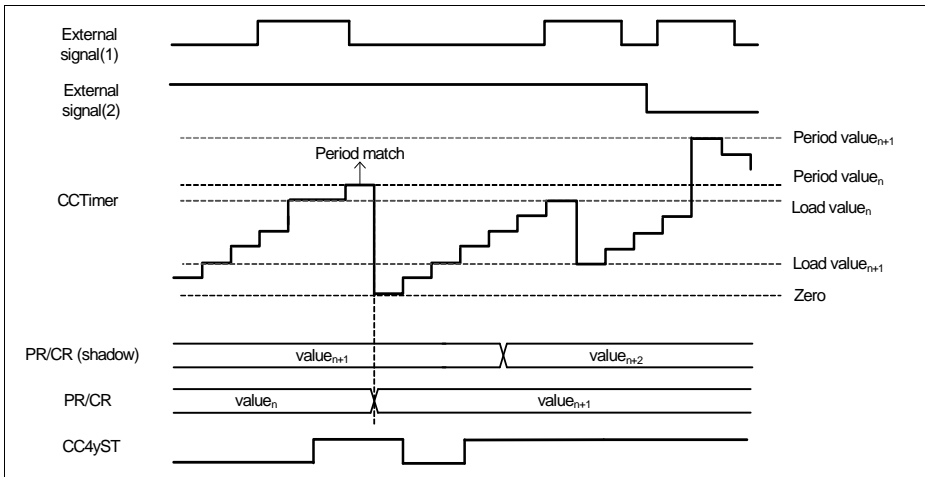 External
signal(1)
External
signal(2)
Period value n+1
Period match
Period value n
CCTimer
Load value n
Load value n+1
Zero
PR/CR (shadow)
value n+1
value n+2
PR/CR
value n
value n+1
CC4yST